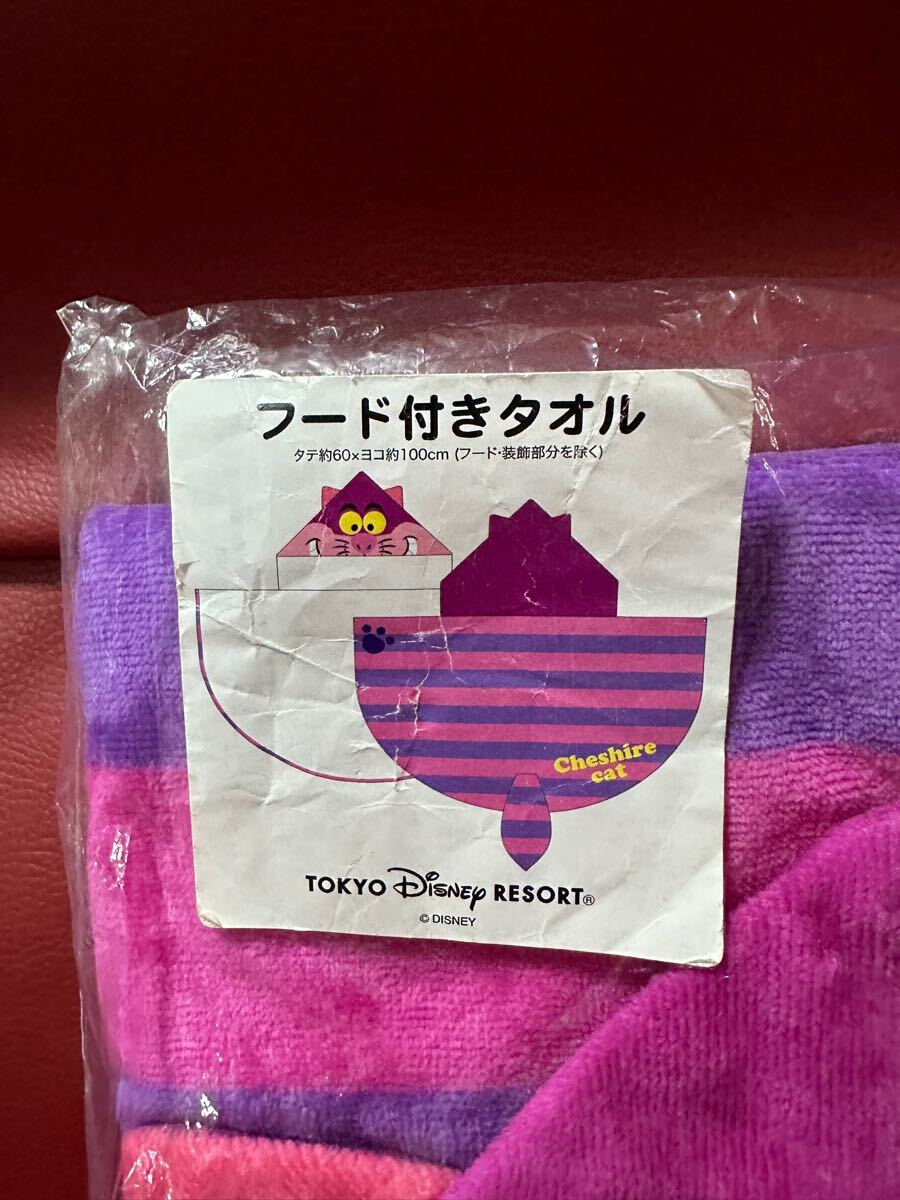 フード付きタオル
タテ約60×ヨコ約100cm (フード・装飾部分を除く)
Cheshire
cat
TOKYO Disney RESORT®
© DISNEY